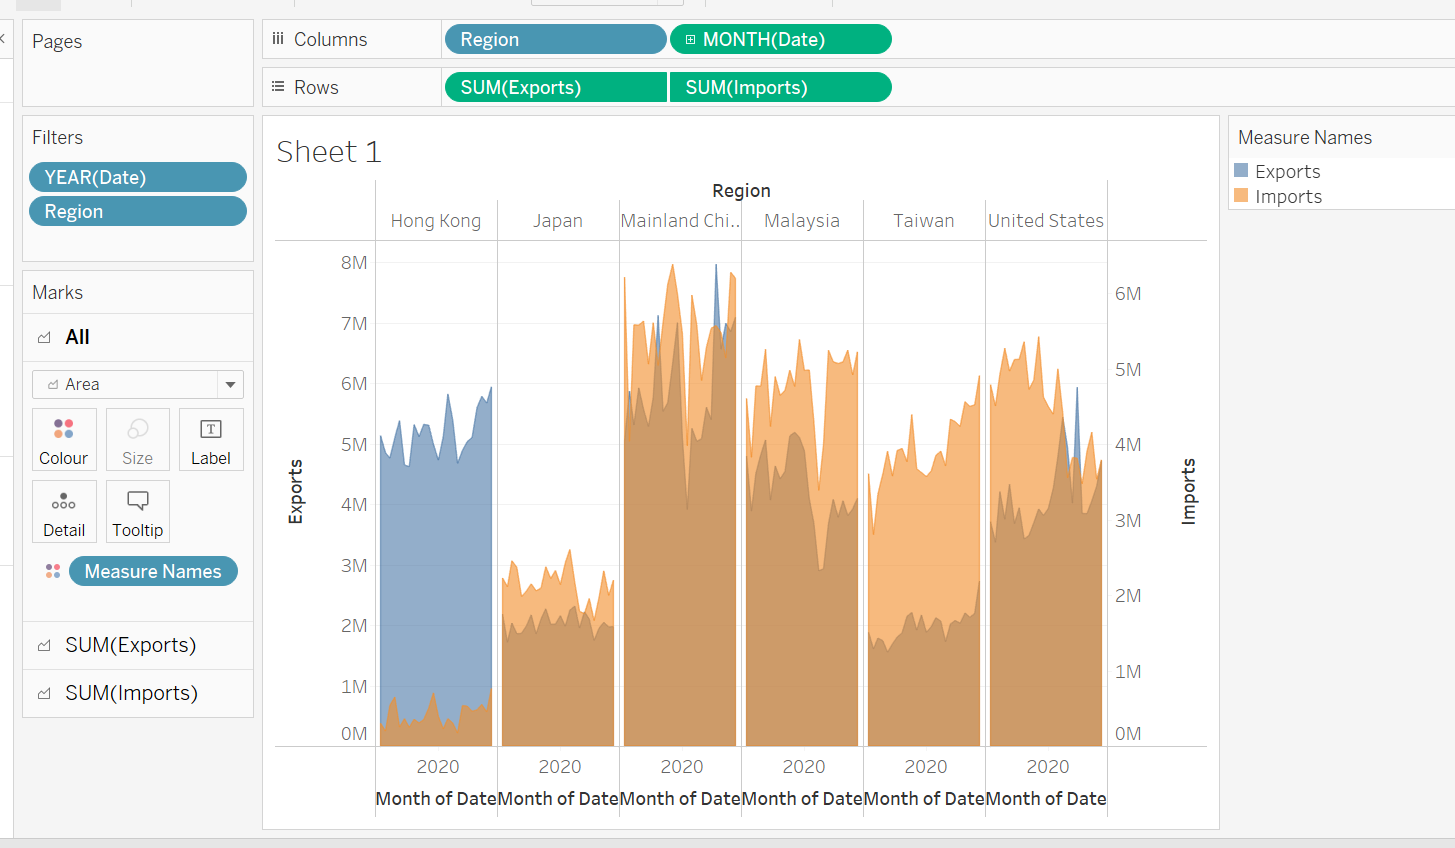 Pages
Columns
Region
MONTH(Date)
Rows
SUM(Exports)
SUM(Imports)
Filters
YEAR(Date)
Region
Marks
All
Area
Colour
Size
Label
Detail
Tooltip
Measure Names
SUM(Exports)
SUM(Imports)
Sheet 1
Region
Hong Kong
Japan
Mainland Chi..
Malaysia
Taiwan
United States
Exports
8M
7M
6M
5M
4M
3M
2M
1M
0M
6M
5M
4M
3M
2M
1M
0M
Imports
2020
2020
2020
2020
2020
2020
Month of Date
Month of Date
Month of Date
Month of Date
Month of Date
Month of Date
Measure Names
Exports
Imports